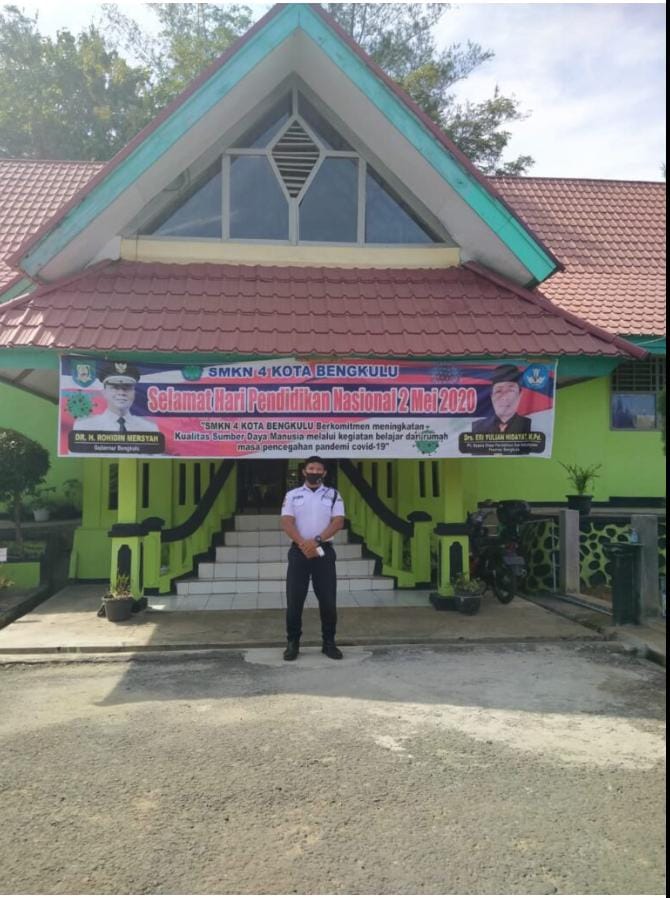 SMKN 4 KOTA BENGKULU
Selamat Hari Pendidikan Nasional 2 Mei 2020
"SMKN 4 KOTA BENGKULU Berkomitmen meningkatan
Kualitas Sumber Daya Manusia melalui kegiatan belajar dari rumah
masa pencegahan pandemi covid-19"
DR. H. ROHIDIN MERSYAH
Gubernur Bengkulu
Drs. ERI YULIAN HIDAYAT, M.Pd.